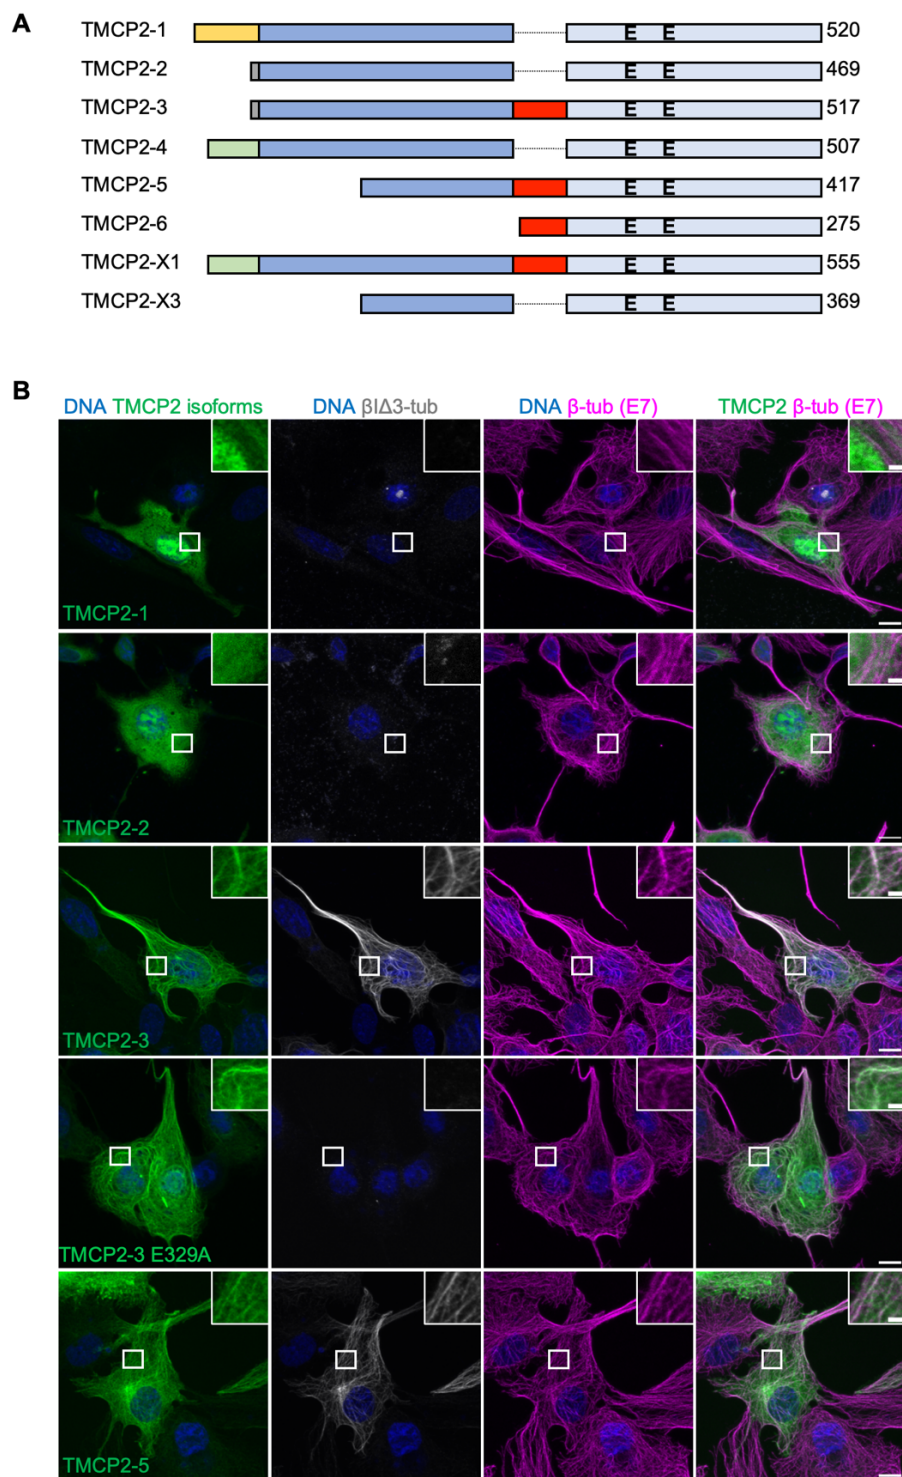 A
TMCP2-1 E E 520
TMCP2-2 E E 469
TMCP2-3 E E 517
TMCP2-4 E E 507
TMCP2-5 E E 417
TMCP2-6 E E 275
TMCP2-X1 E E 555
TMCP2-X3 E E 369
B
DNA TMCP2 isoforms DNA βIΔ3-tub DNA β-tub (E7) TMCP2 β-tub (E7)
TMCP2-1
TMCP2-2
TMCP2-3
TMCP2-3 E329A
TMCP2-5